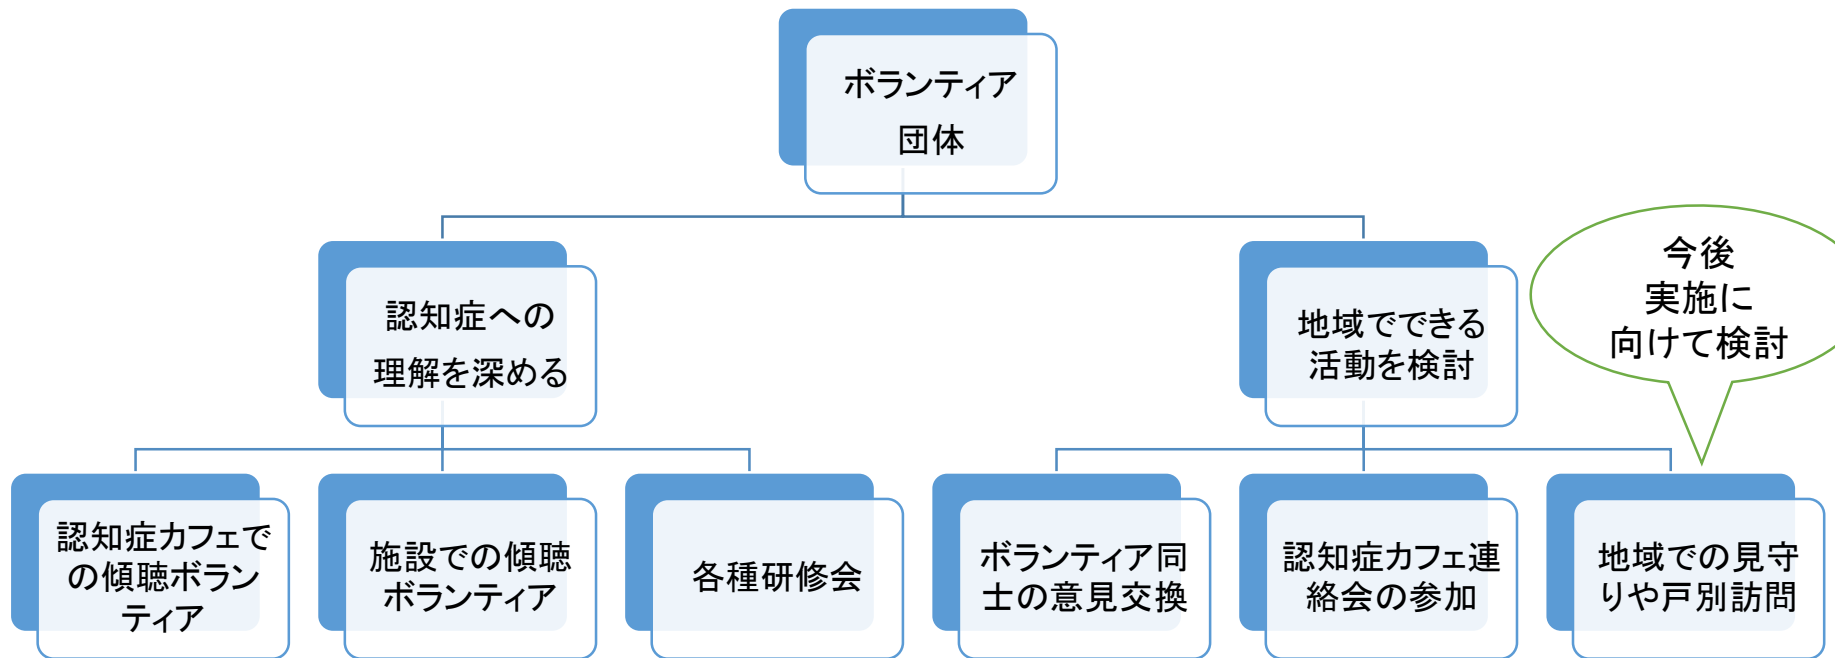 ボランティア
団体
認知症への
理解を深める
地域でできる
活動を検討
今後
実施に
向けて検討
認知症カフェで
の傾聴ボラン
ティア
施設での傾聴
ボランティア
各種研修会
ボランティア同
士の意見交換
認知症カフェ連
絡会の参加
地域での見守
りや戸別訪問